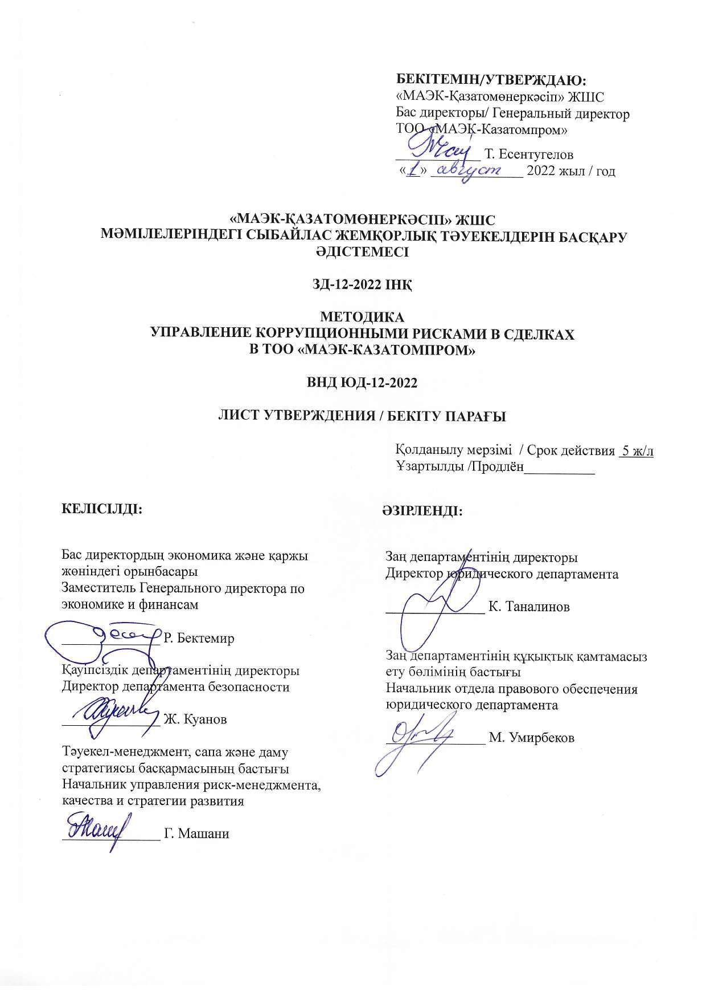 БЕКІТЕМІН/УТВЕРЖДАЮ:
«МАЭК-Қазатомөнеркәсіп» ЖШС
Бас директоры/ Генеральный директор
ТОО «МАЭК-Казатомпром»
____________ Т. Есентугелов
«1» август 2022 жыл / год
«МАЭК-ҚАЗАТОМӨНЕРКӘСІП» ЖШС
МӘМІЛЕЛЕРІНДЕГІ СЫБАЙЛАС ЖЕМҚОРЛЫҚ ТӘУЕКЕЛДЕРІН БАСҚАРУ
ӘДІСТЕМЕСІ
ЗД-12-2022 ІНҚ
МЕТОДИКА
УПРАВЛЕНИЕ КОРРУПЦИОННЫМИ РИСКАМИ В СДЕЛКАХ
В ТОО «МАЭК-КАЗАТОМПРОМ»
ВНД ЮД-12-2022
ЛИСТ УТВЕРЖДЕНИЯ / БЕКІТУ ПАРАҒЫ
Қолданылу мерзімі / Срок действия 5 ж/л
Ұзартылды /Продлён__________
КЕЛІСІЛДІ:
Бас директордың экономика және қаржы
жөніндегі орынбасары
Заместитель Генерального директора по
экономике и финансам
______________ Р. Бектемир
Қауіпсіздік департаментінің директоры
Директор департамента безопасности
______________ Ж. Куанов
Тәуекел-менеджмент, сапа және даму
стратегиясы басқармасының бастығы
Начальник управления риск-менеджмента,
качества и стратегии развития
______________ Г. Машани
ӘЗІРЛЕНДІ:
Заң департаментінің директоры
Директор юридического департамента
______________ К. Таналинов
Заң департаментінің құқықтық қамтамасыз
ету бөлімінің бастығы
Начальник отдела правового обеспечения
юридического департамента
______________ М. Умирбеков